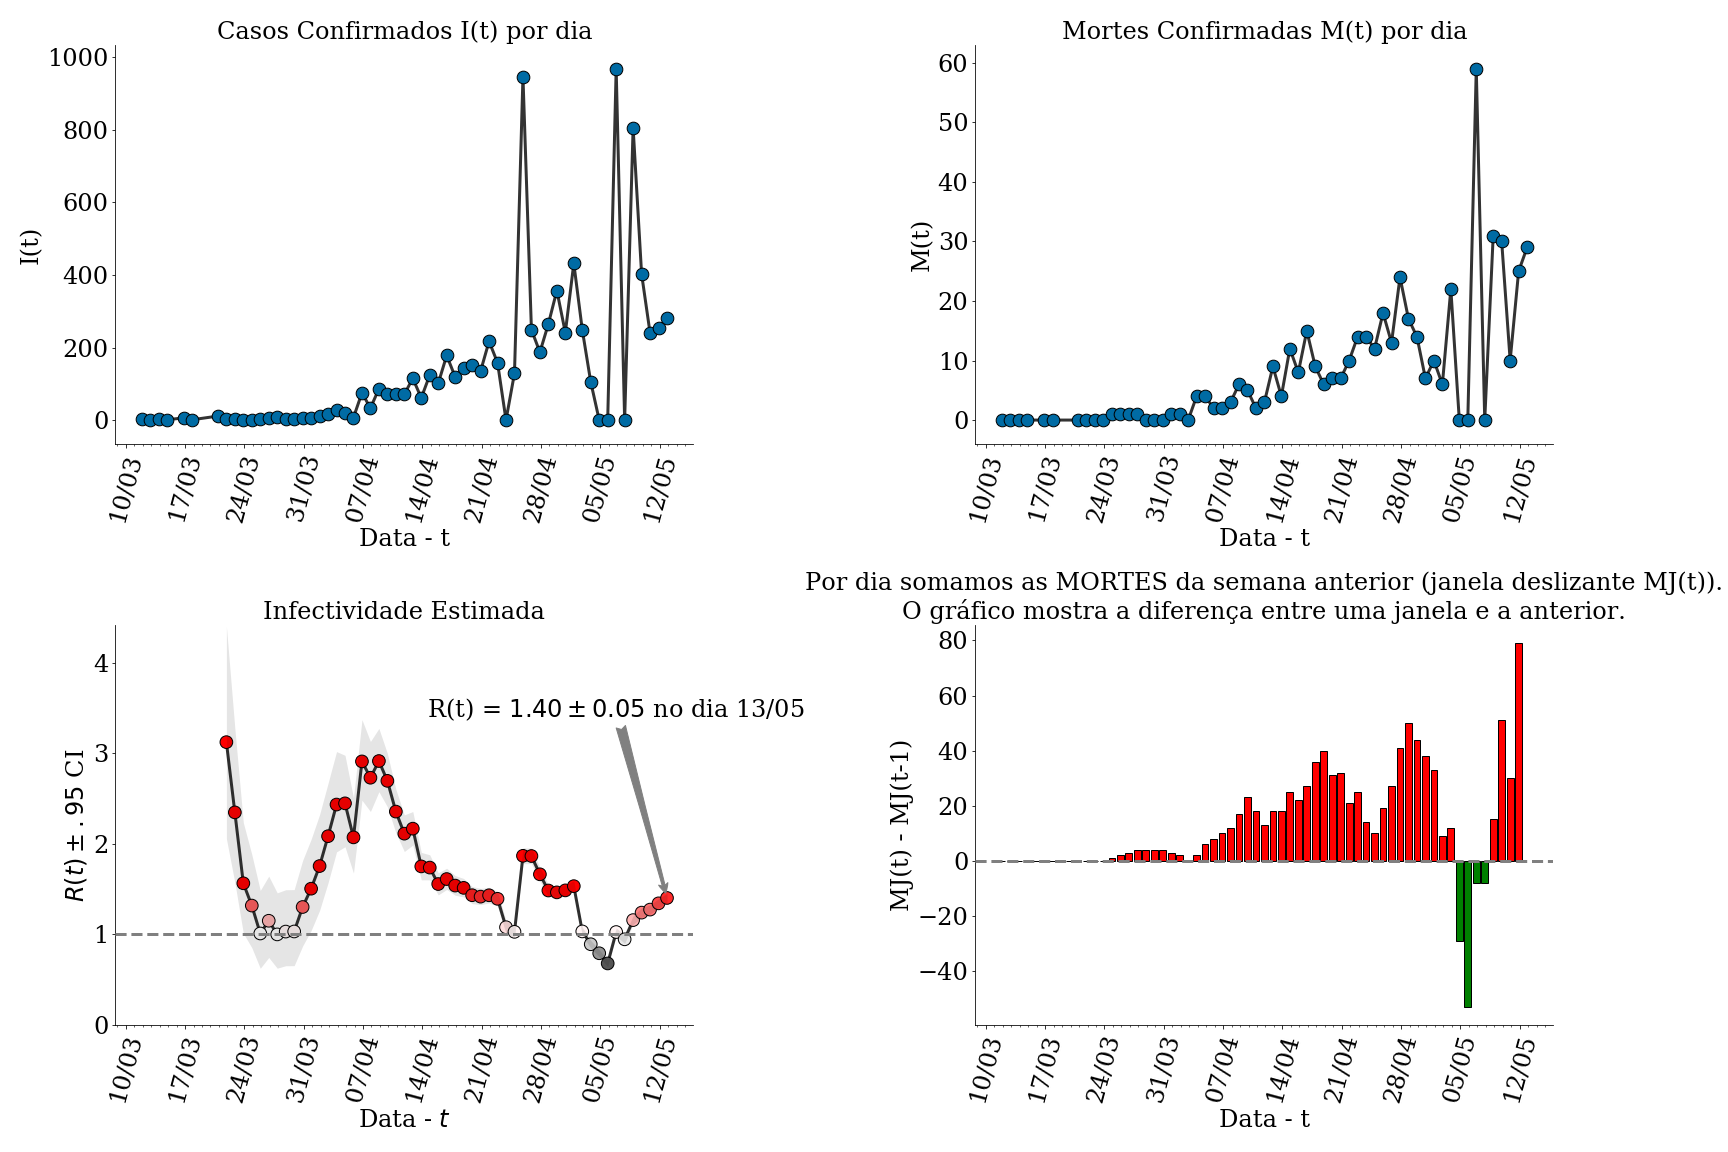 Casos Confirmados I(t) por dia
I(t)
1000
800
600
400
200
0
10/03 17/03 24/03 31/03 07/04 14/04 21/04 28/04 05/05 12/05
Data - t
Mortes Confirmadas M(t) por dia
M(t)
60
50
40
30
20
10
0
10/03 17/03 24/03 31/03 07/04 14/04 21/04 28/04 05/05 12/05
Data - t
Infectividade Estimada
R(t) ± .95 CI
4
3
2
1
0
R(t) = 1.40 ± 0.05 no dia 13/05
10/03 17/03 24/03 31/03 07/04 14/04 21/04 28/04 05/05 12/05
Data - t
Por dia somamos as MORTES da semana anterior (janela deslizante MJ(t)).
O gráfico mostra a diferença entre uma janela e a anterior.
MJ(t) - MJ(t-1)
80
60
40
20
0
−20
−40
10/03 17/03 24/03 31/03 07/04 14/04 21/04 28/04 05/05 12/05
Data - t